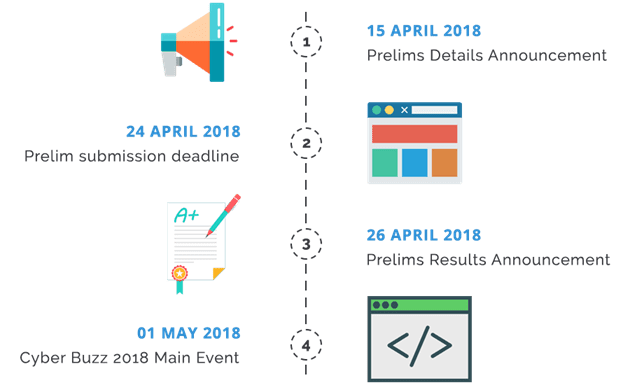 1
15 APRIL 2018
Prelims Details Announcement
24 APRIL 2018
Prelim submission deadline
2
A+
3
26 APRIL 2018
Prelims Results Announcement
01 MAY 2018
Cyber Buzz 2018 Main Event
4
</>